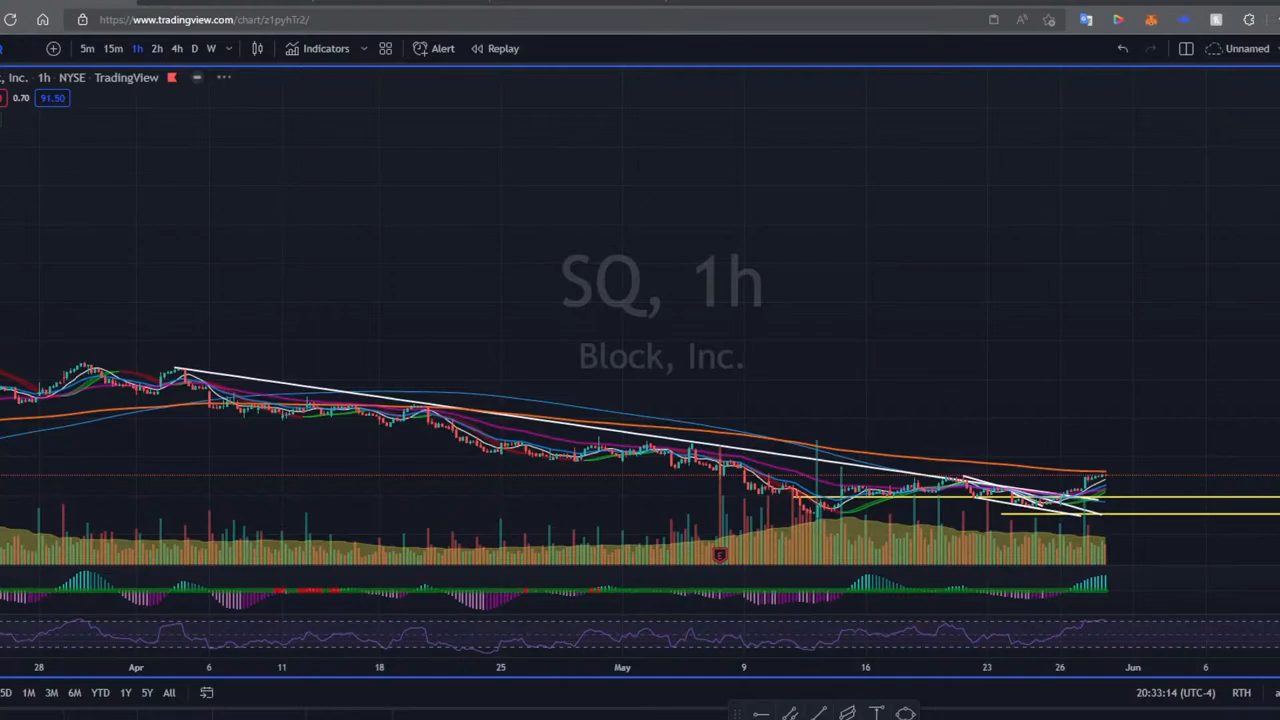 https://www.tradingview.com/chart/z1pyhTr2/
5m 15m 1h 2h 4h D W Indicators Alert Replay Unnamed
, Inc. 1h NYSE TradingView
0.70 91.50
SQ, 1h
Block, Inc.
E
28 Apr 6 11 18 25 May 9 16 23 26 Jun 6
5D 1M 3M 6M YTD 1Y 5Y All 20:33:14 (UTC-4) RTH